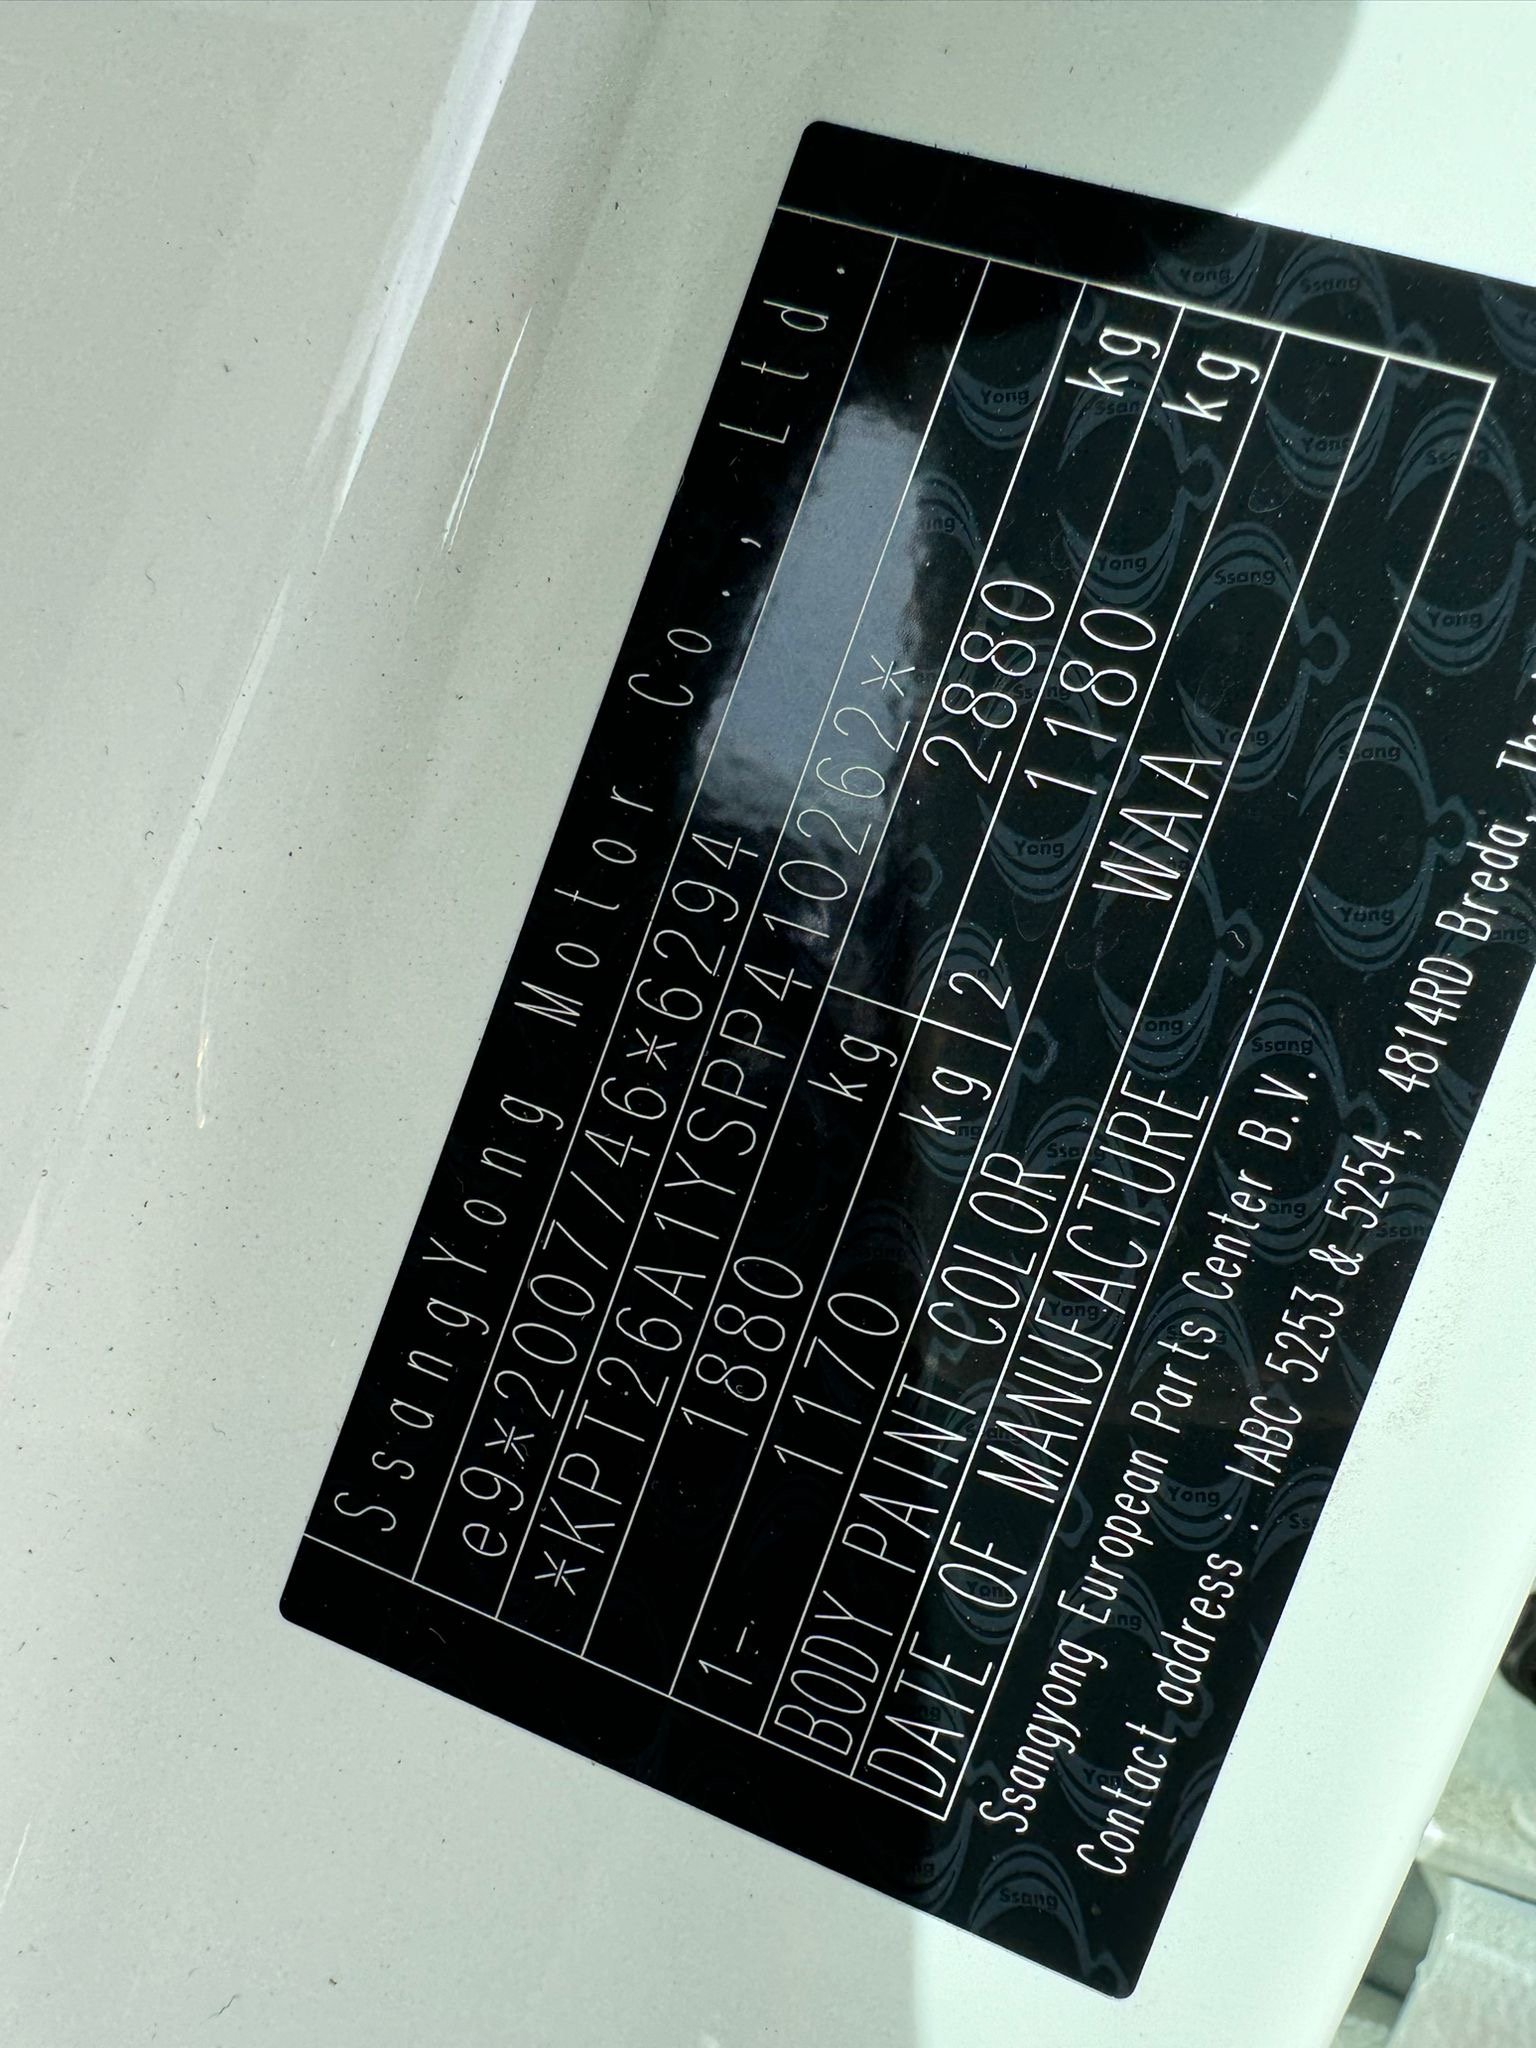 SsangYong Motor Co., Ltd.
e9*2007/46*6294
*KPT26A1YSPP410262*
1880 kg 2880 kg
1- 1170 kg 2- 1180 kg
BODY PAINT COLOR WAA
DATE OF MANUFACTURE
Ssangyong European Parts Center B.V.
Contact address : IABC 5253 & 5254, 4814RD Breda,